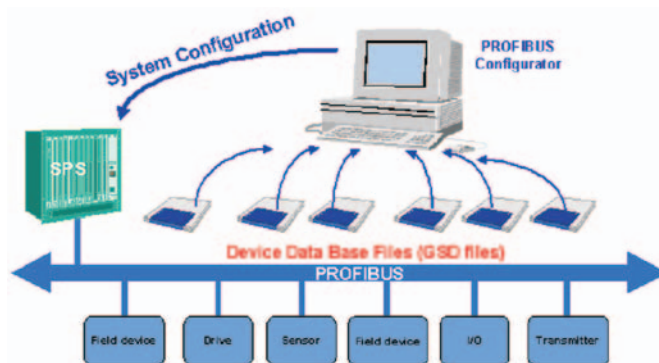 System Configuration
PROFIBUS
Configurator
SPS
Device Data Base Files (GSD files)
PROFIBUS
Field device
Drive
Sensor
Field device
I/O
Transmitter